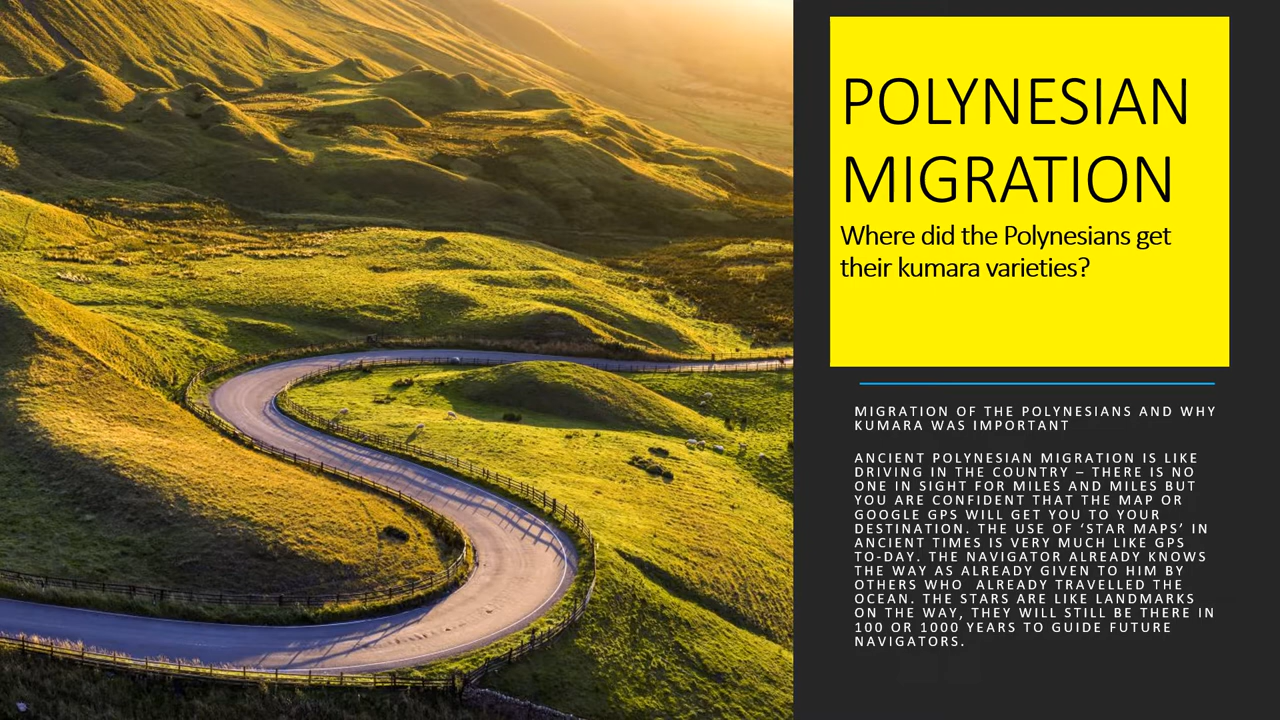 POLYNESIAN
MIGRATION
Where did the Polynesians get
their kumara varieties?
MIGRATION OF THE POLYNESIANS AND WHY
KUMARA WAS IMPORTANT
ANCIENT POLYNESIAN MIGRATION IS LIKE
DRIVING IN THE COUNTRY – THERE IS NO
ONE IN SIGHT FOR MILES AND MILES BUT
YOU ARE CONFIDENT THAT THE MAP OR
GOOGLE GPS WILL GET YOU TO YOUR
DESTINATION. THE USE OF ‘STAR MAPS’ IN
ANCIENT TIMES IS VERY MUCH LIKE GPS
TO-DAY. THE NAVIGATOR ALREADY KNOWS
THE WAY AS ALREADY GIVEN TO HIM BY
OTHERS WHO ALREADY TRAVELLED THE
OCEAN. THE STARS ARE LIKE LANDMARKS
ON THE WAY, THEY WILL STILL BE THERE IN
100 OR 1000 YEARS TO GUIDE FUTURE
NAVIGATORS.